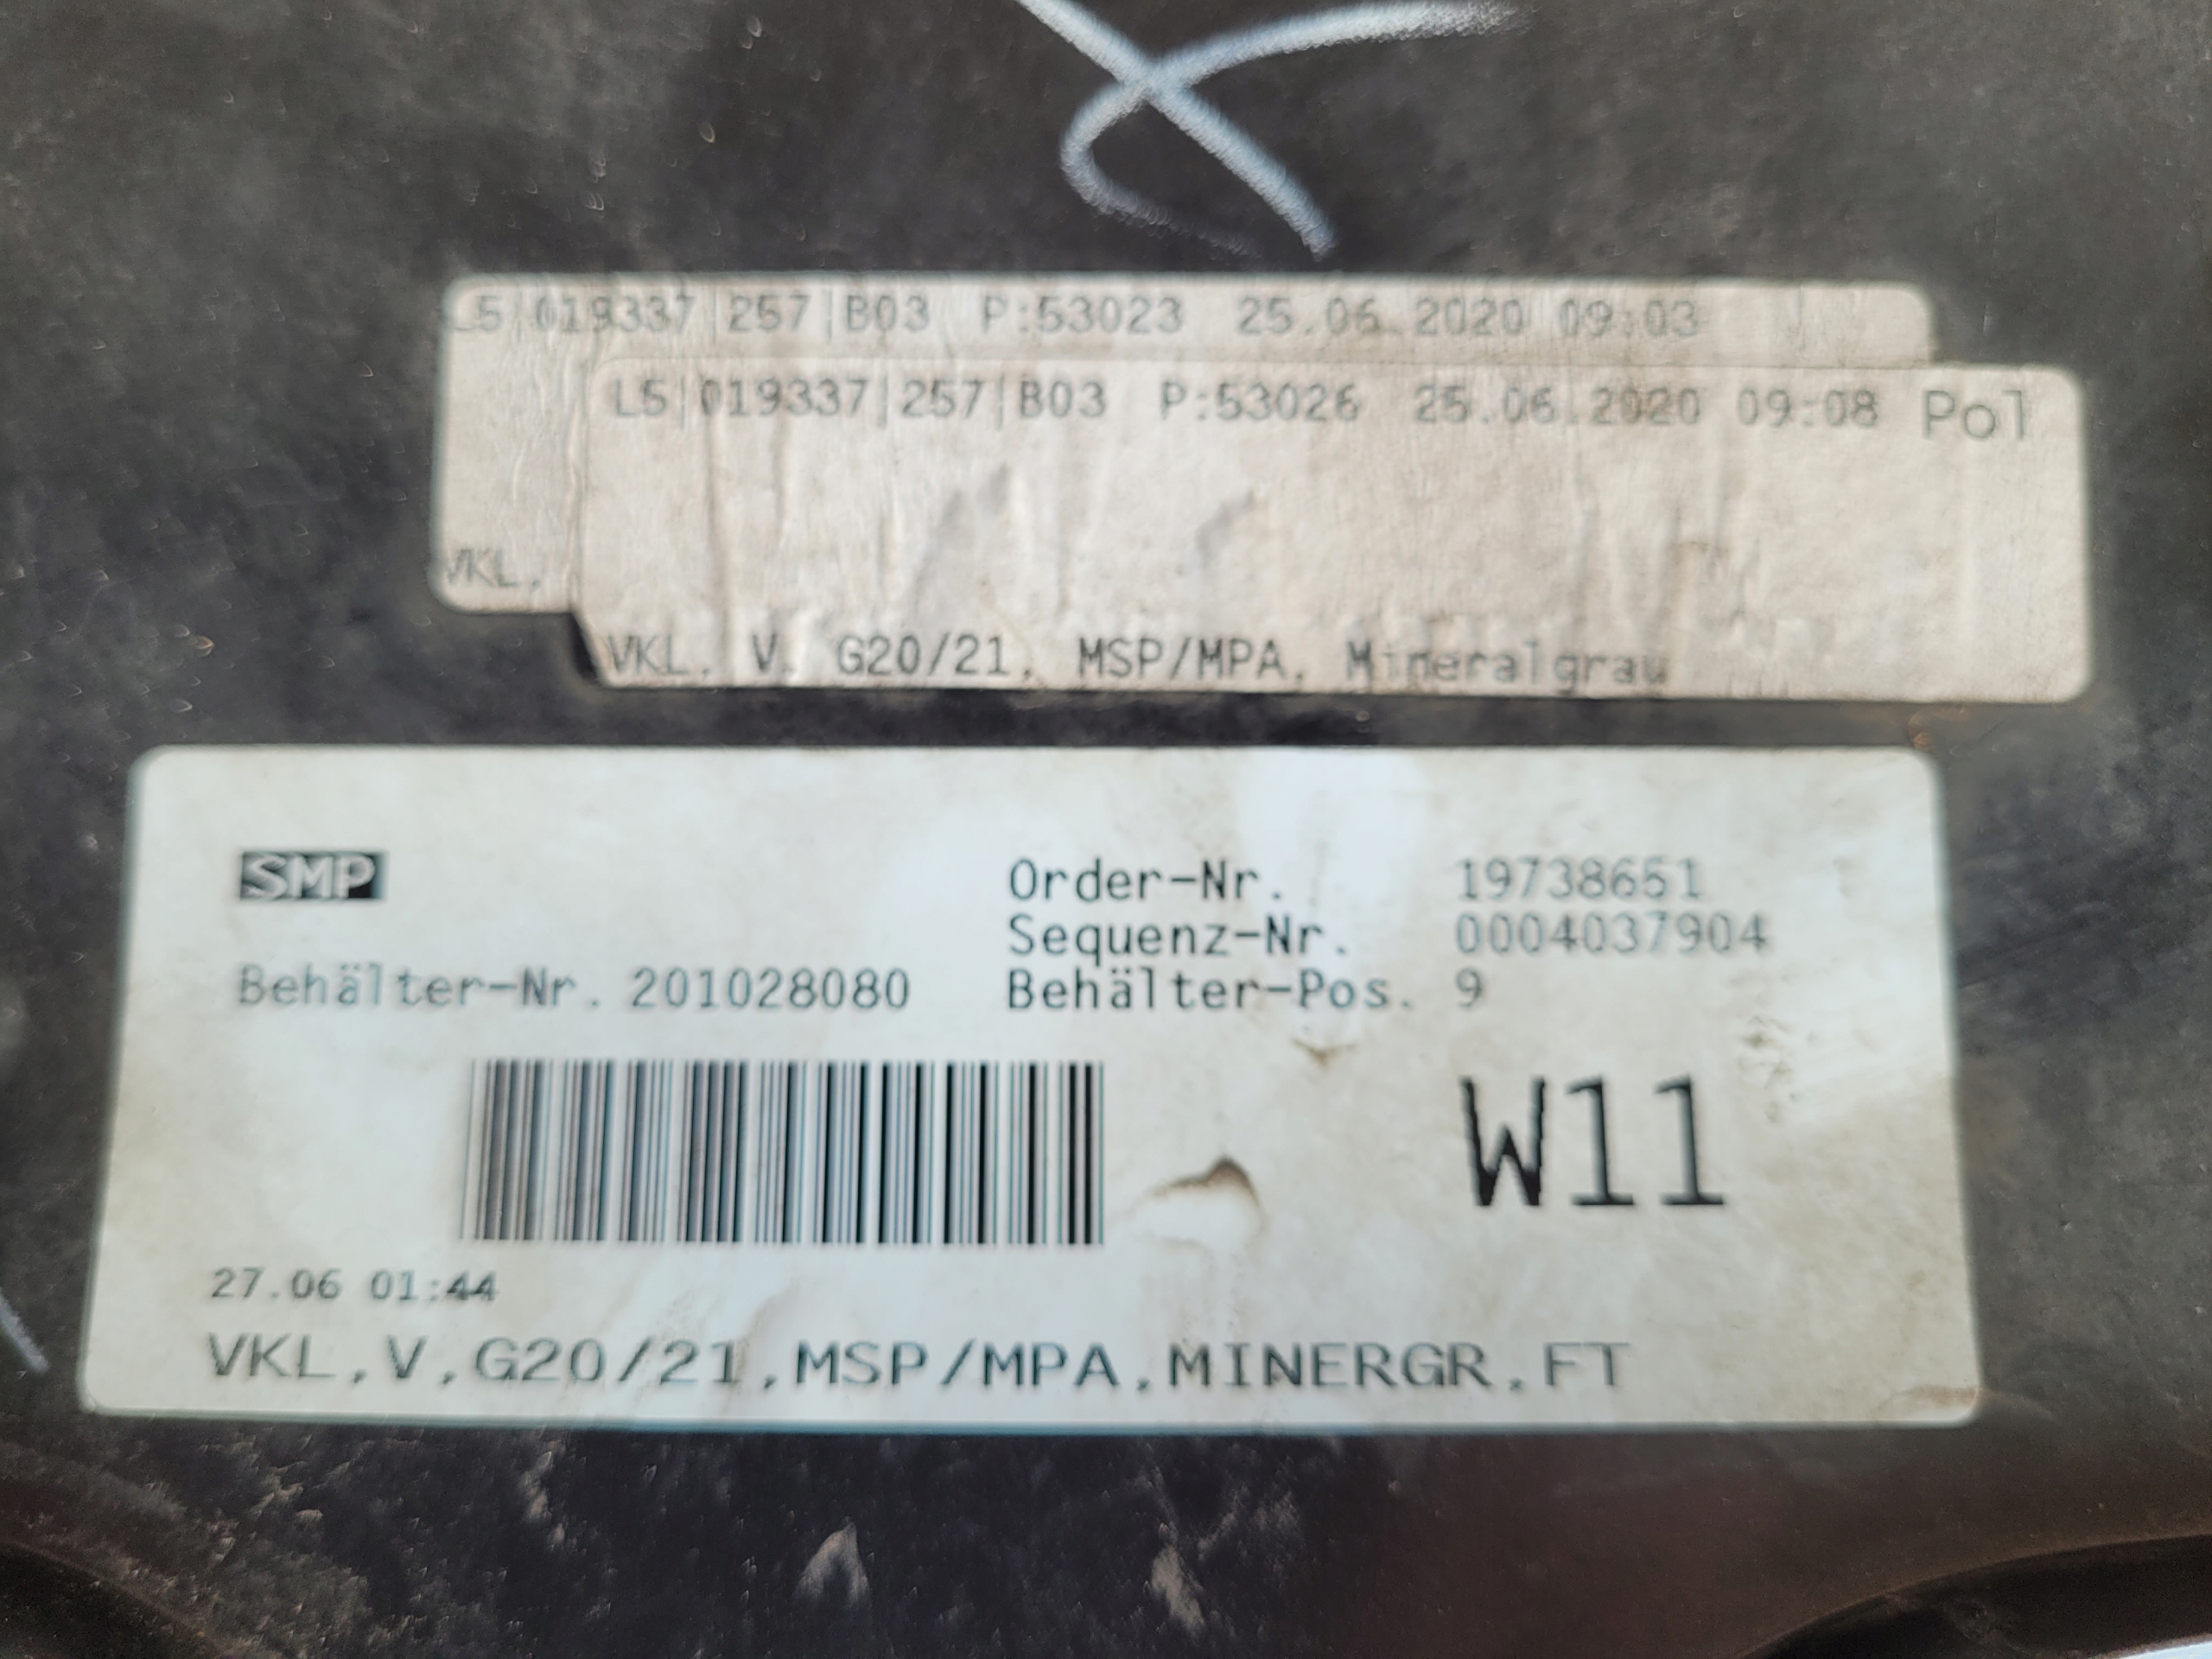 L5|019337|257|B03 P:53023 25.06.2020 09:03
L5|019337|257|B03 P:53026 25.06.2020 09:08 Pol
VKL,
VKL, V, G20/21, MSP/MPA, Mineralgrau
SMP
Order-Nr. 19738651
Sequenz-Nr. 0004037904
Behälter-Nr. 201028080 Behälter-Pos. 9
W11
27.06 01:44
VKL,V,G20/21,MSP/MPA,MINERGR,FT